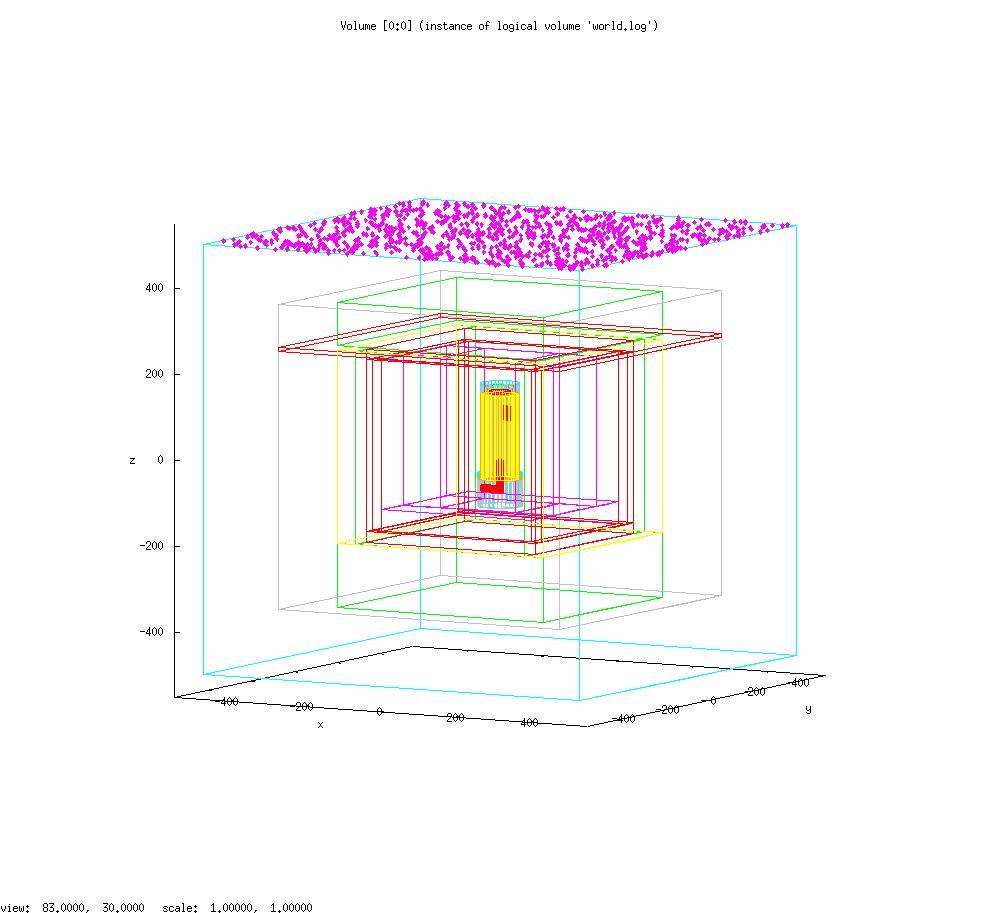 Volume [0:0] (instance of logical volume 'world.log')
400
200
z 0
-200
-400
-400 -200 0 200 400
x
-400 -200 0 200 400
y
view: 83.0000, 30.0000 scale: 1.00000, 1.00000